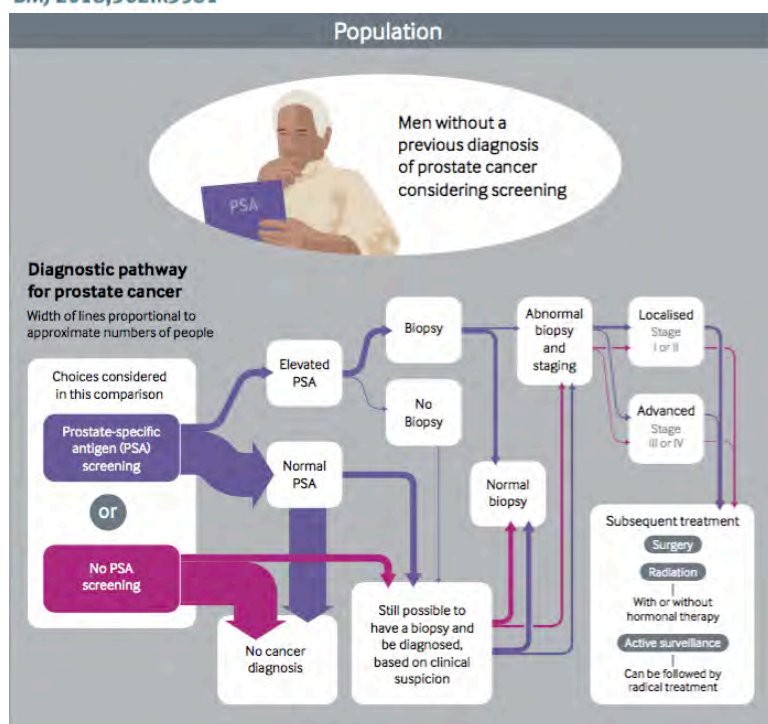 BMJ 2018;362:k3581
Population
PSA
Men without a
previous diagnosis
of prostate cancer
considering screening
Diagnostic pathway
for prostate cancer
Width of lines proportional to
approximate numbers of people
Choices considered
in this comparison
Prostate-specific
antigen (PSA)
screening
or
No PSA
screening
Elevated
PSA
Normal
PSA
No cancer
diagnosis
Biopsy
No
Biopsy
Still possible to
have a biopsy and
be diagnosed,
based on clinical
suspicion
Normal
biopsy
Abnormal
biopsy
and
staging
Localised
Stage
I or II
Advanced
Stage
III or IV
Subsequent treatment
Surgery
Radiation
With or without
hormonal therapy
Active surveillance
Can be followed by
radical treatment